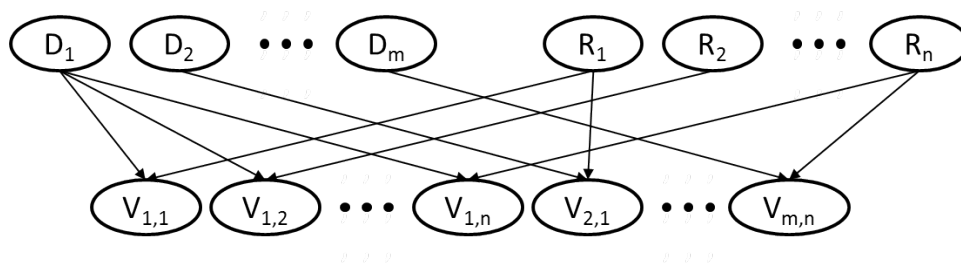 D₁ D₂ ••• Dₘ R₁ R₂ ••• Rₙ
V₁,₁ V₁,₂ ••• V₁,ₙ V₂,₁ ••• Vₘ,ₙ